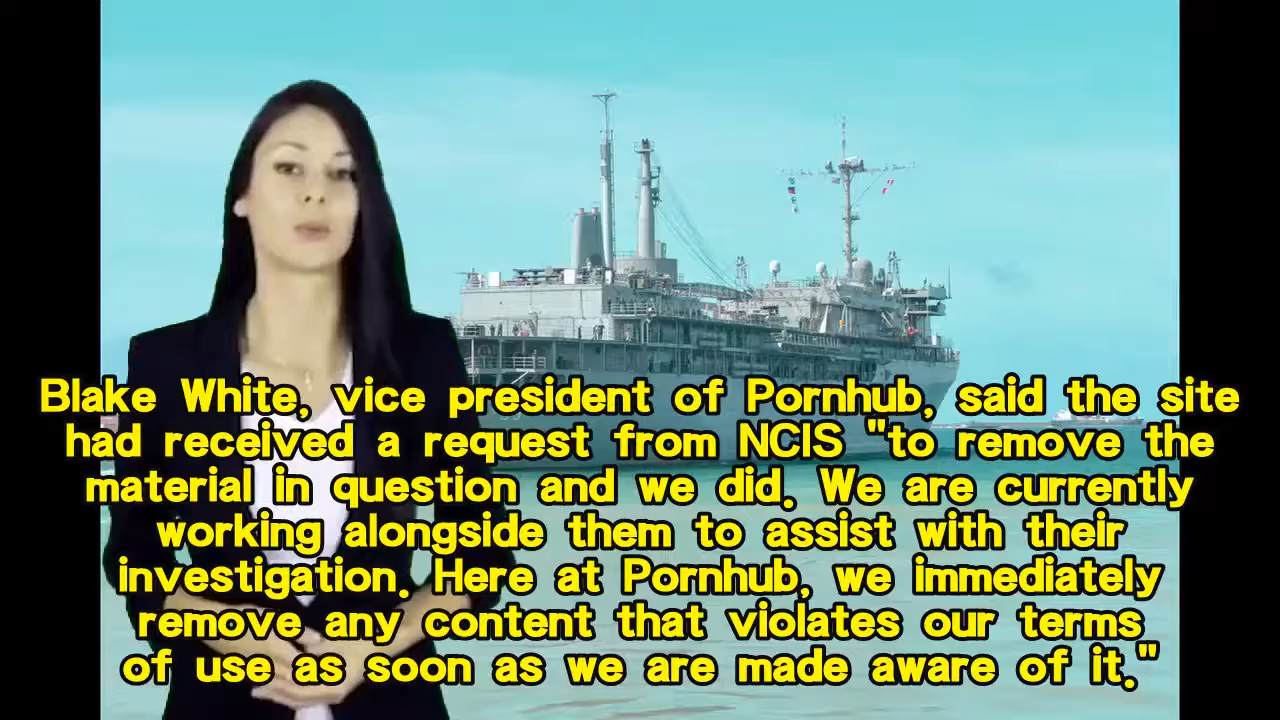 Blake White, vice president of Pornhub, said the site
had received a request from NCIS "to remove the
material in question and we did. We are currently
working alongside them to assist with their
investigation. Here at Pornhub, we immediately
remove any content that violates our terms
of use as soon as we are made aware of it."